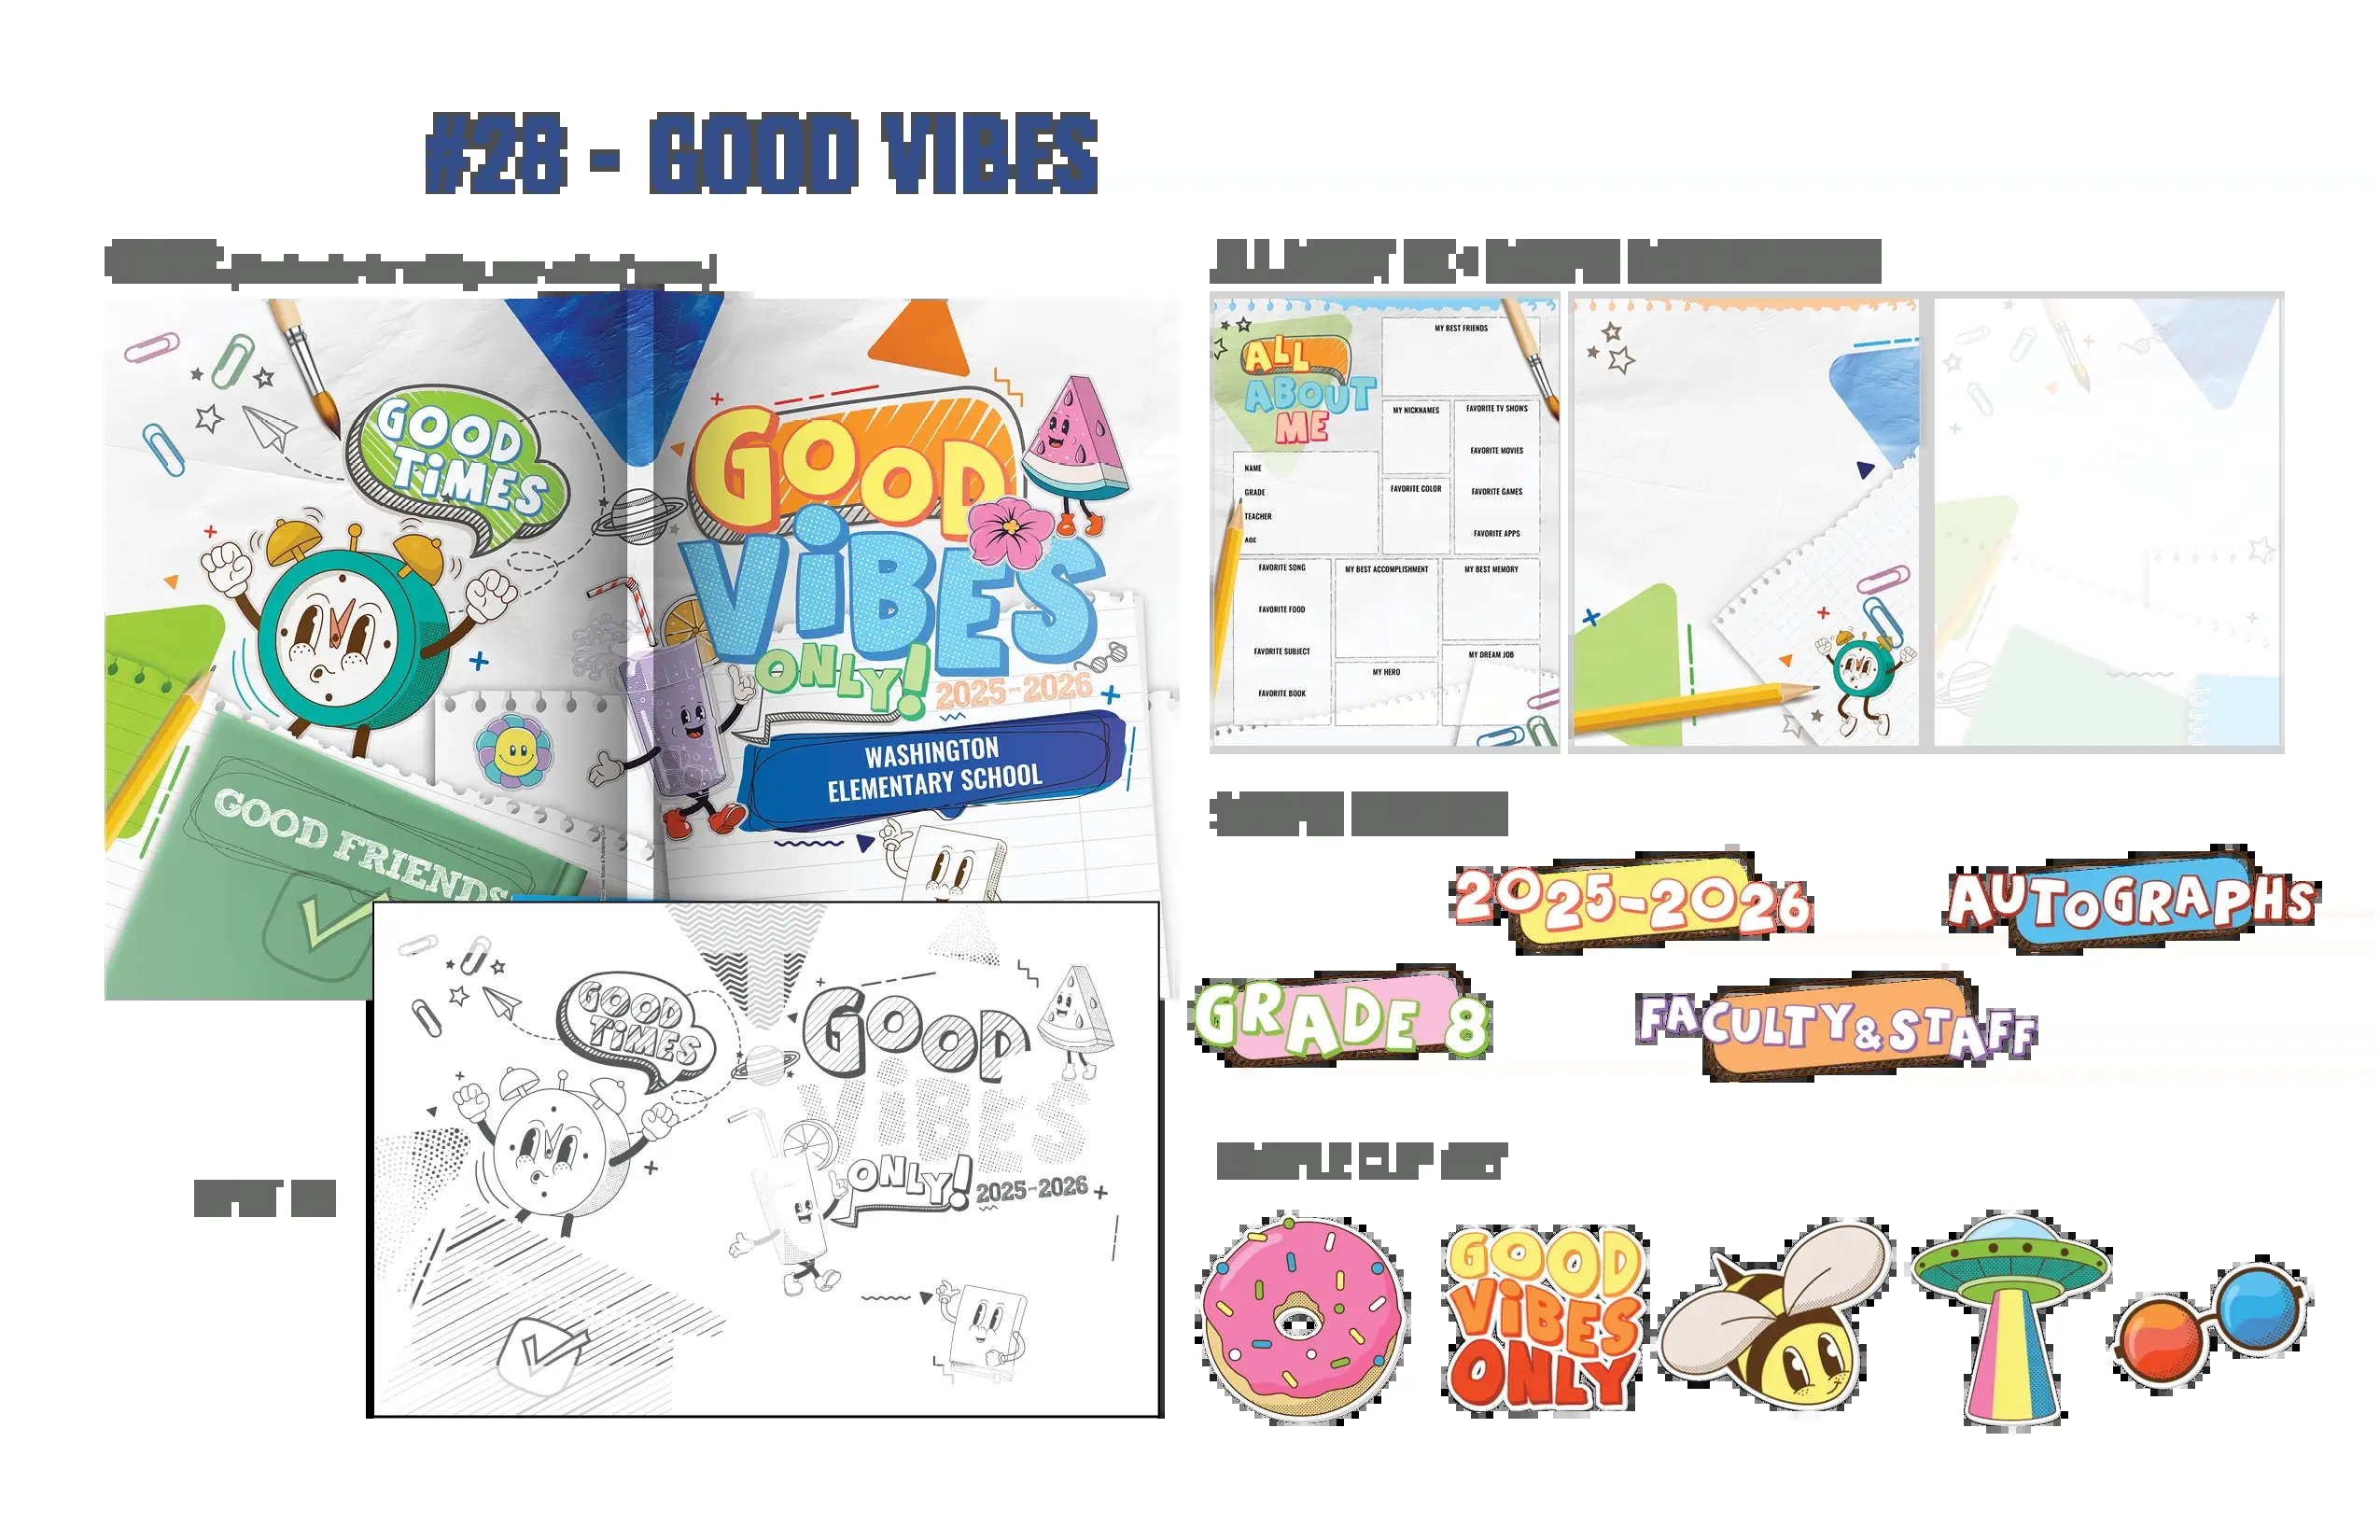 #28 - GOOD VIBES
GOOD
TiMES
GOOD FRIENDS
GOOD
ViBES
ONLY!
2025-2026
WASHINGTON
ELEMENTARY SCHOOL
ALL
ABOUT
ME
NAME
GRADE
TEACHER
AGE
MY BEST FRIENDS
MY NICKNAMES
FAVORITE TV SHOWS
FAVORITE MOVIES
FAVORITE COLOR
FAVORITE GAMES
FAVORITE APPS
FAVORITE SONG
FAVORITE FOOD
FAVORITE SUBJECT
FAVORITE BOOK
MY BEST ACCOMPLISHMENT
MY BEST MEMORY
MY HERO
MY DREAM JOB
2025-2026
AUToGRAPHS
GRADE 8
FACULTY & STAFF
GOOD
TiMES
GOOD
ViBES
ONLY!
2025-2026
GOOD
ViBES
ONLY